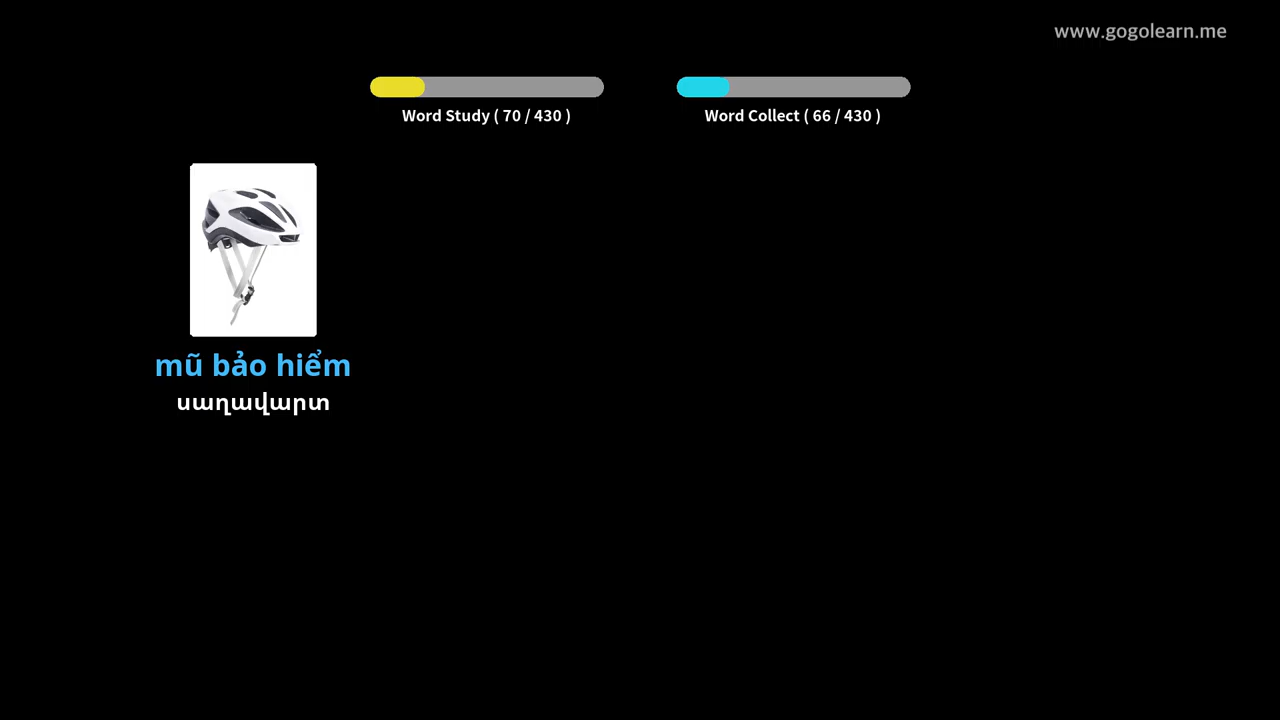 www.gogolearn.me
Word Study ( 70 / 430 )
Word Collect ( 66 / 430 )
mũ bảo hiểm
սաղավարտ